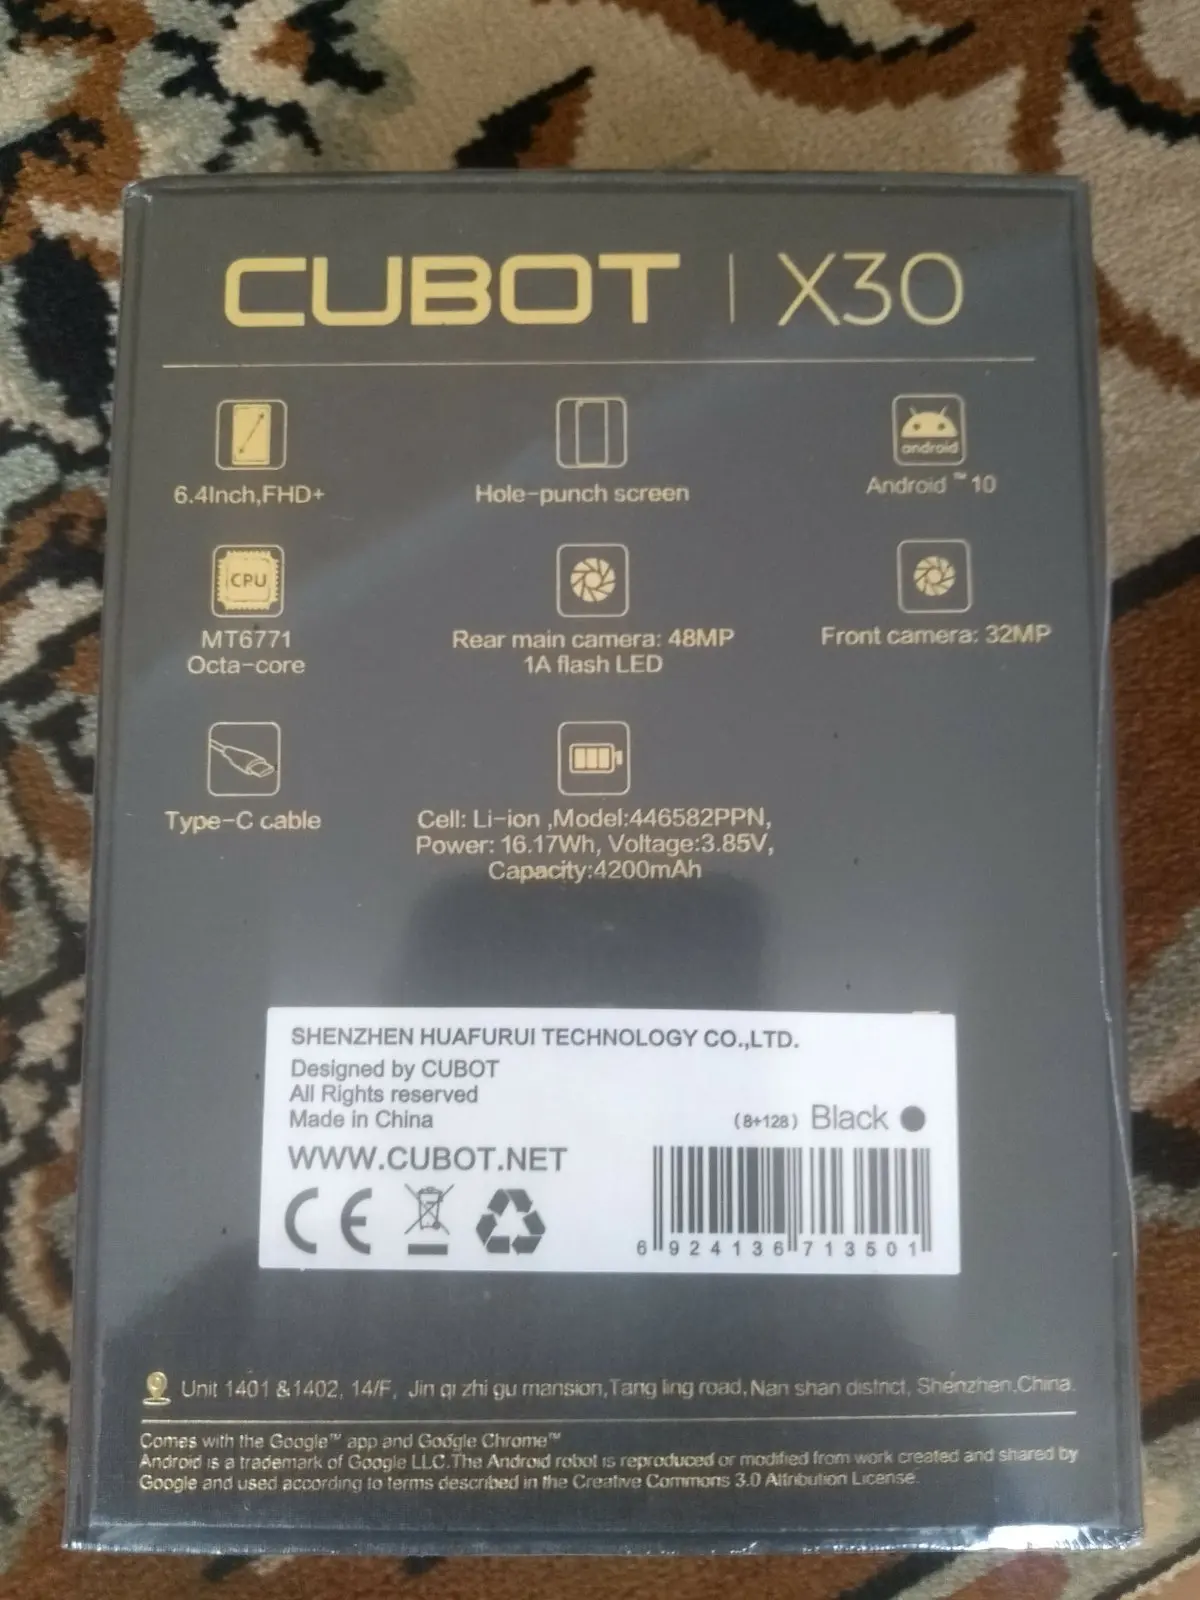 CUBOT | X30
6.4Inch,FHD+
Hole-punch screen
android
Android™10
CPU
MT6771
Octa-core
Rear main camera: 48MP
1A flash LED
Front camera: 32MP
Type-C cable
Cell: Li-ion ,Model:446582PPN,
Power: 16.17Wh, Voltage:3.85V,
Capacity:4200mAh
SHENZHEN HUAFURUI TECHNOLOGY CO.,LTD.
Designed by CUBOT
All Rights reserved
Made in China
(8+128) Black
WWW.CUBOT.NET
CE
6 924136 713501
Unit 1401 &1402, 14/F, Jin qi zhi gu mansion,Tang ling road,Nan shan district, Shenzhen,China.
Comes with the Google™ app and Google Chrome™
Android is a trademark of Google LLC.The Android robot is reproduced or modified from work created and shared by
Google and used according to terms described in the Creative Commons 3.0 Attribution License.